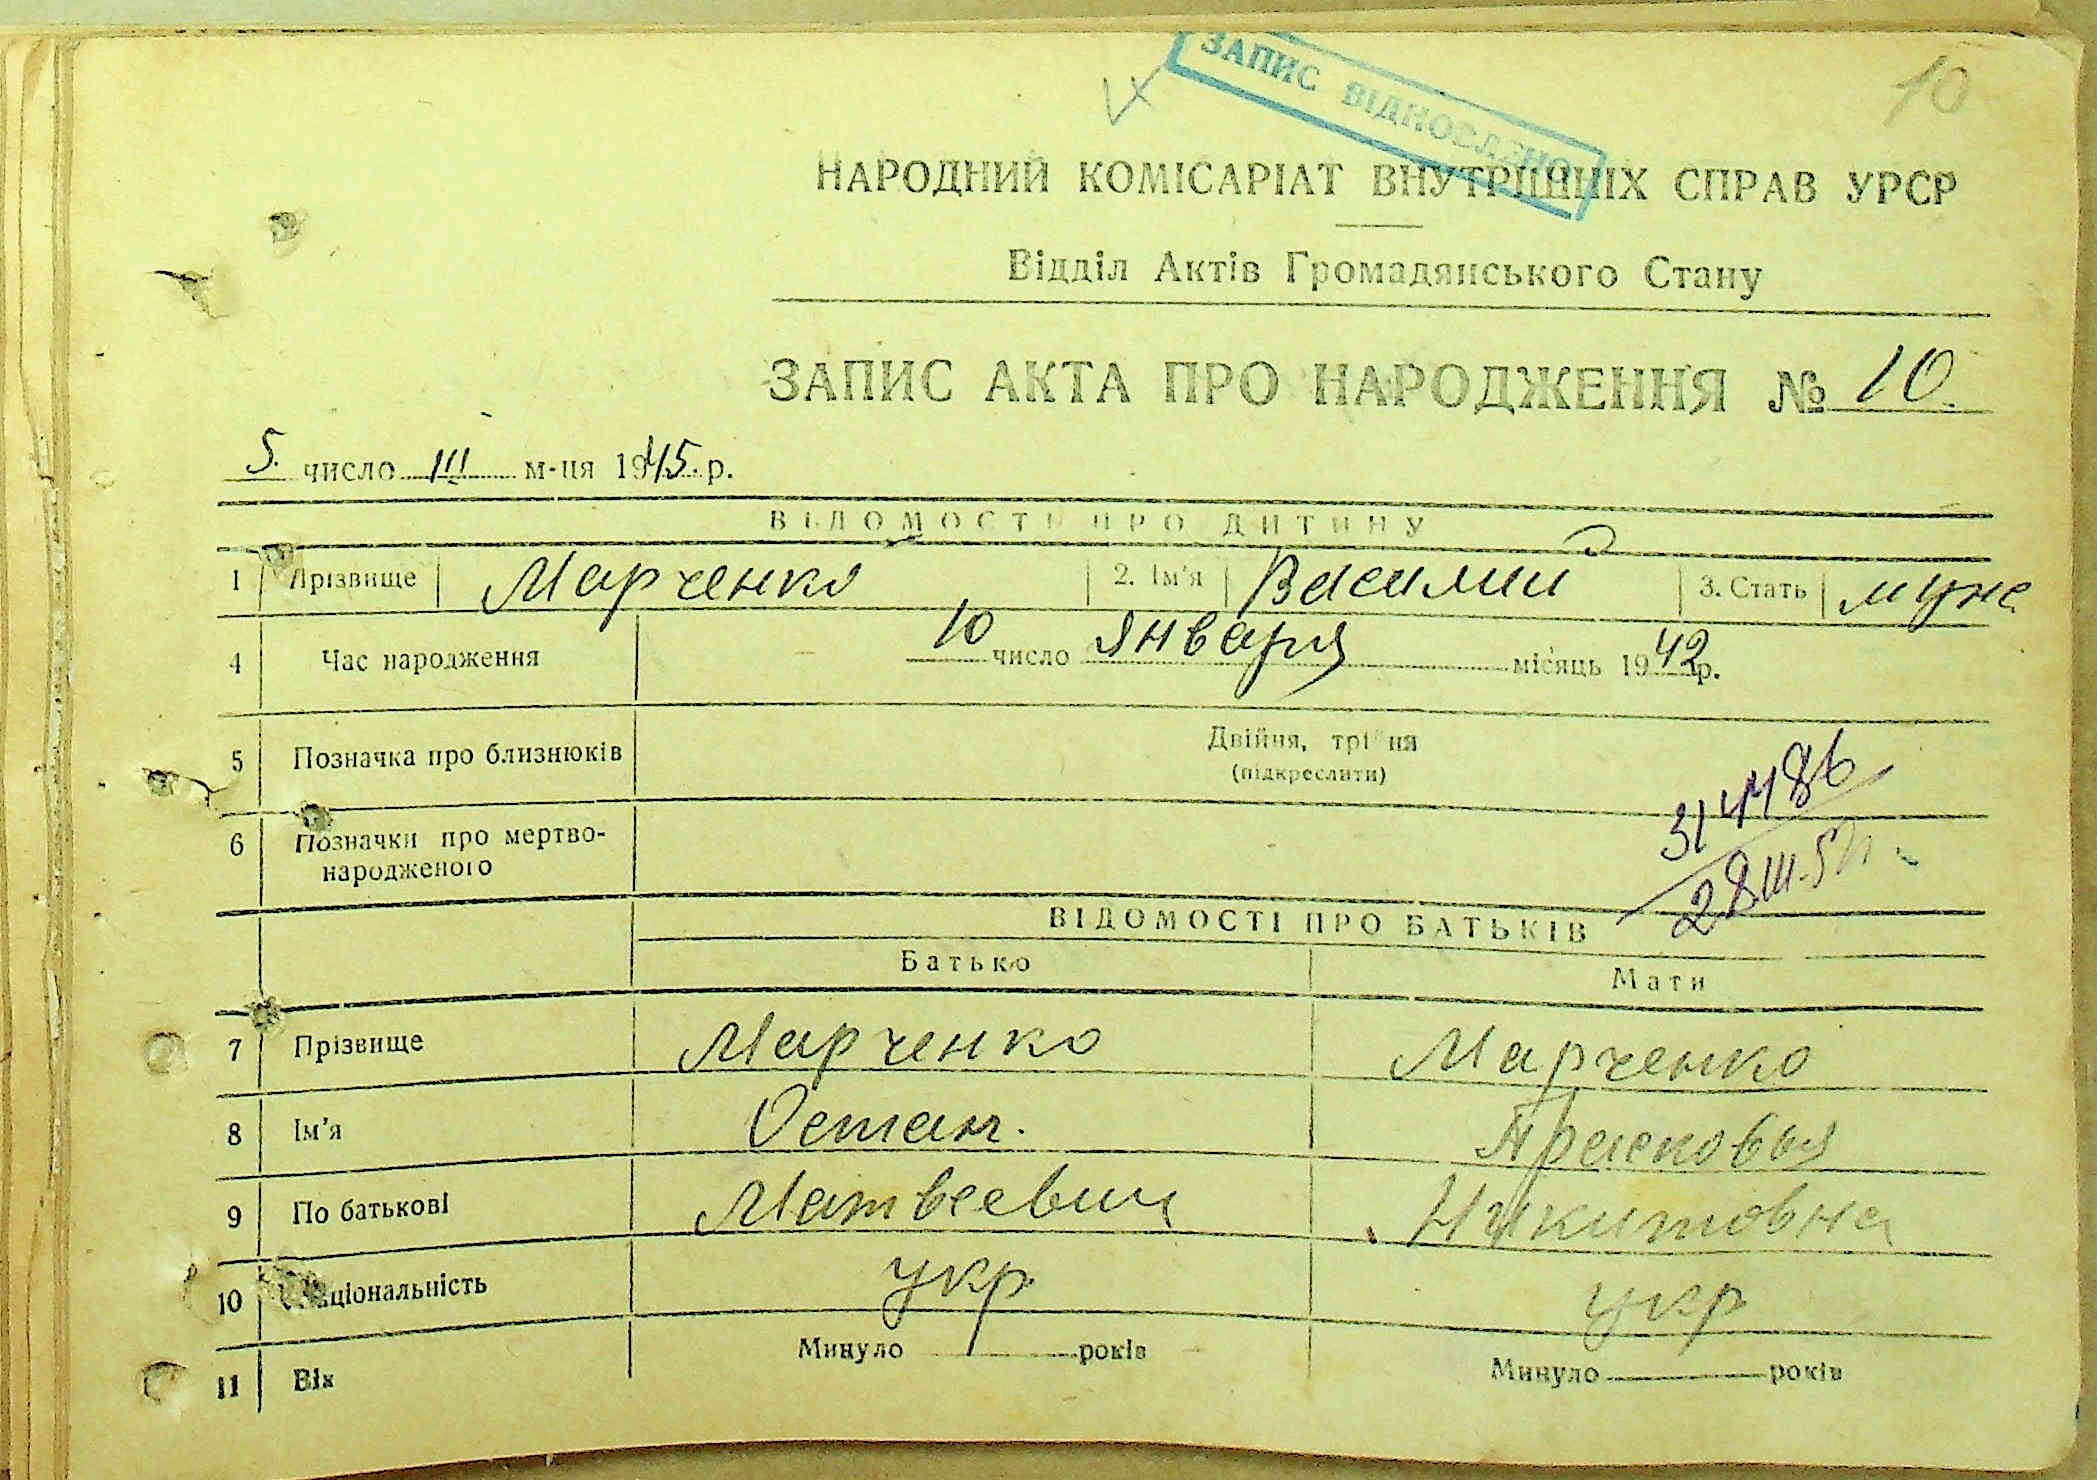 10
ЗАПИС ВІДНОВЛЕНО
НАРОДНИЙ КОМІСАРІАТ ВНУТРІШНІХ СПРАВ УРСР
Відділ Актів Громадянського Стану
ЗАПИС АКТА ПРО НАРОДЖЕННЯ № 10.
5. число III м-ця 1945. р.
ВІДОМОСТІ ПРО ДИТИНУ
1 Прізвище Марченко 2. Ім'я Василий 3. Стать муж
4 Час народження 10 число января місяць 1942 р.
5 Позначка про близнюків Двійня, трійня
(підкреслити)
6 Позначки про мертво-
народженого
28 III
ВІДОМОСТІ ПРО БАТЬКІВ
Батько Мати
7 Прізвище Марченко Марченко
8 Ім'я Остап. Прасковья
9 По батькові Матвеевич Никитовна
10 Національність укр укр
11 Вік Минуло років Минуло років